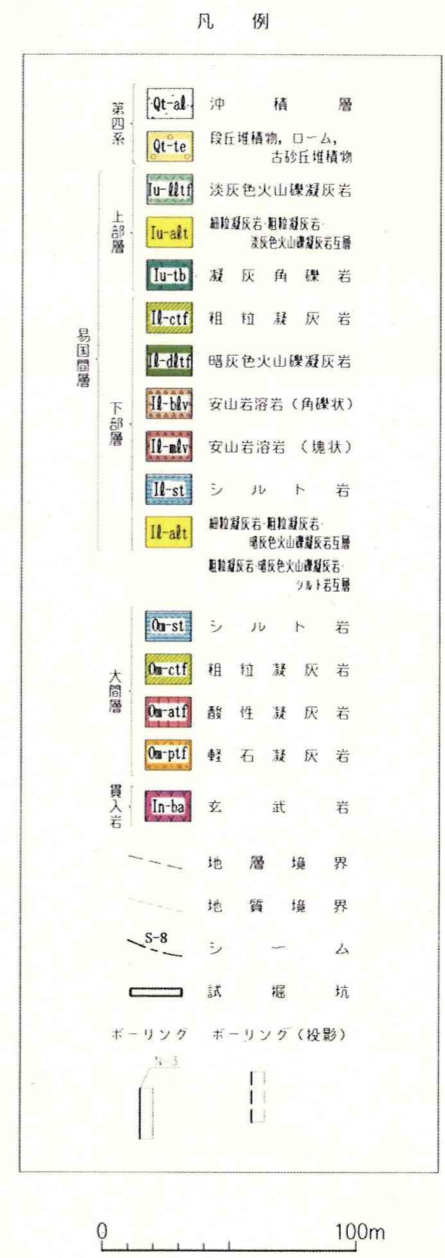 凡 例
第四系
Qt-al 沖積層
Qt-te 段丘堆積物，ローム，
古砂丘堆積物
易国間層
上部層
Iu-lltf 淡灰色火山礫凝灰岩
Iu-alt 細粒凝灰岩・粗粒凝灰岩・
淡灰色火山礫凝灰岩互層
Iu-tb 凝灰角礫岩
下部層
Il-ctf 粗粒凝灰岩
Il-dltf 暗灰色火山礫凝灰岩
Il-blv 安山岩溶岩（角礫状）
Il-mlv 安山岩溶岩（塊状）
Il-st シルト岩
Il-alt 細粒凝灰岩・粗粒凝灰岩・
暗灰色火山礫凝灰岩互層
粗粒凝灰岩・暗灰色火山礫凝灰岩・
シルト岩互層
大間層
Om-st シルト岩
Om-ctf 粗粒凝灰岩
Om-atf 酸性凝灰岩
Om-ptf 軽石凝灰岩
貫入岩
In-ba 玄武岩
地層境界
地質境界
S-8 シーム
試掘坑
ボーリング ボーリング（投影）
N-3
0 100m